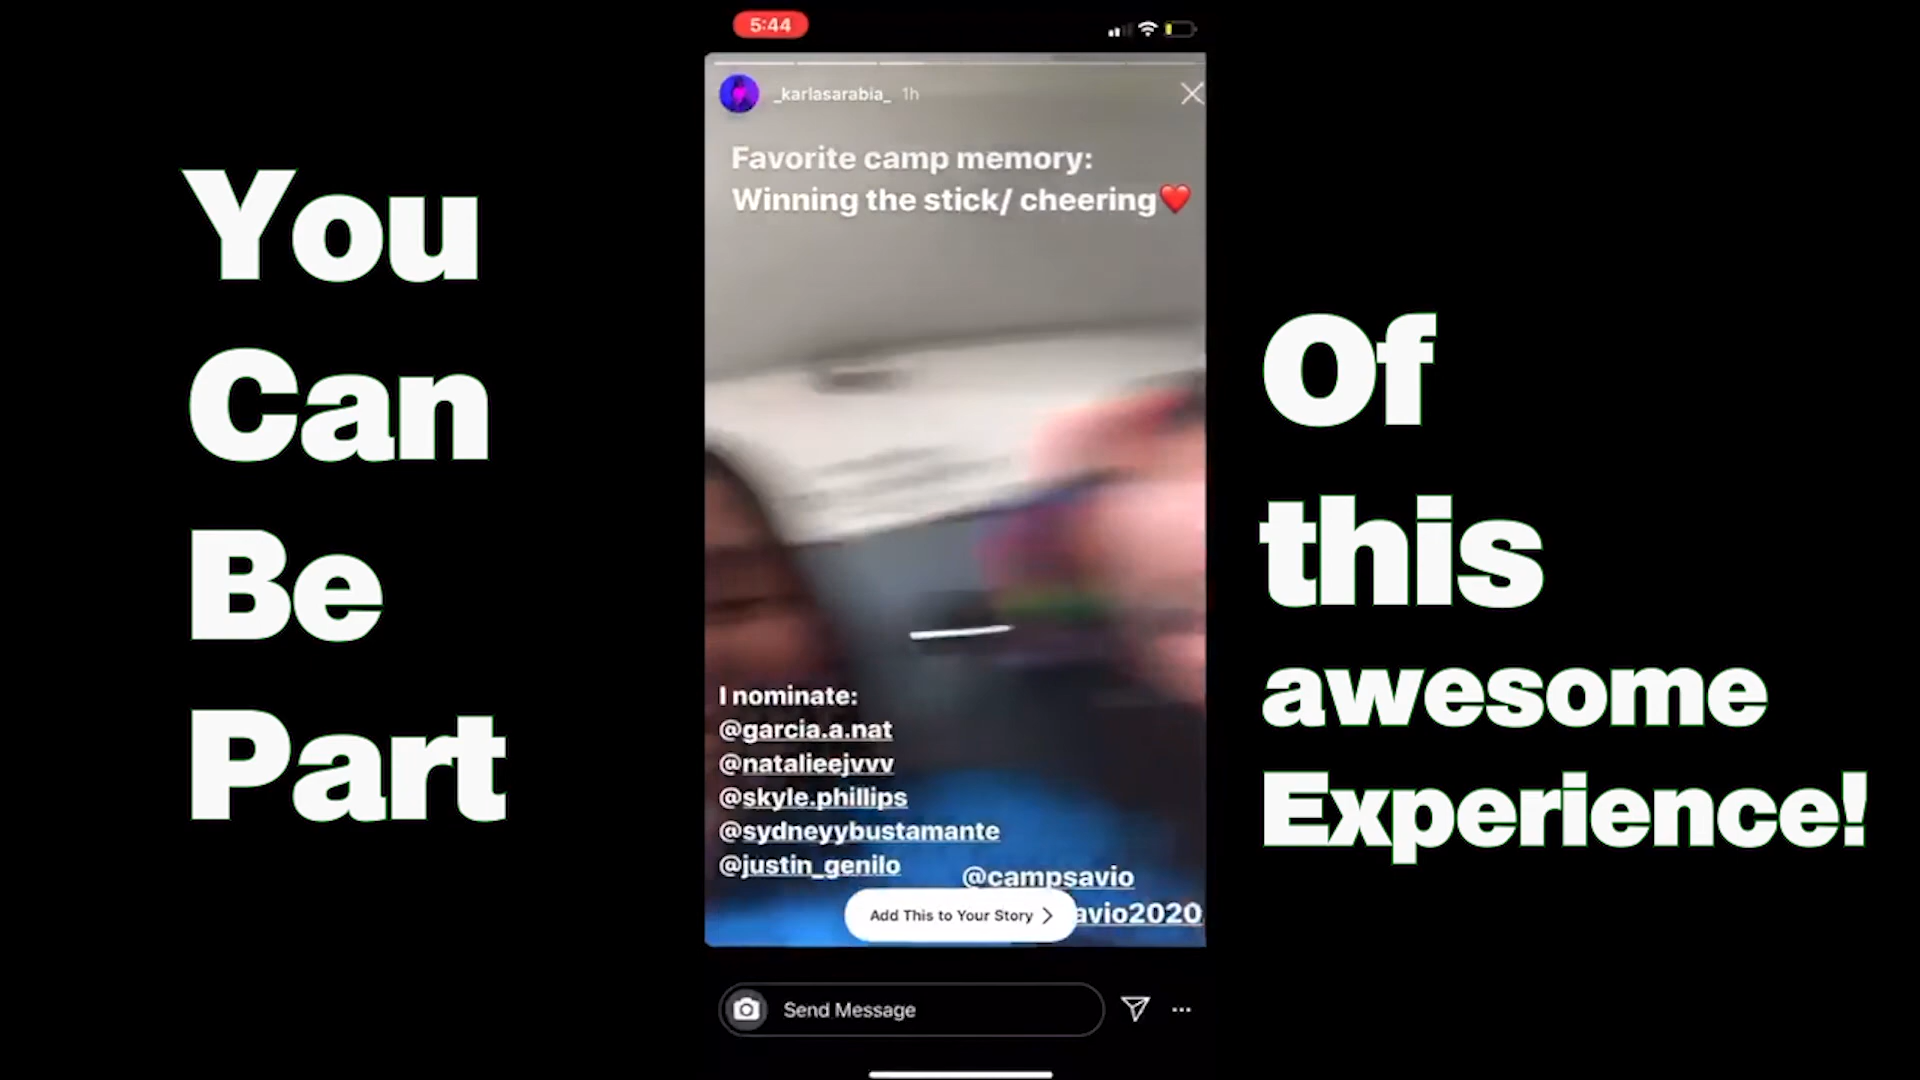 You
Can
Be
Part
5:44
_karlasarabia_ 1h
Favorite camp memory:
Winning the stick/ cheering❤️
I nominate:
@garcia.a.nat
@natalieejvvv
@skyle.phillips
@sydneyybustamante
@justin_genilo
@campsavio
avio2020
Add This to Your Story >
Send Message
Of
this
awesome
Experience!